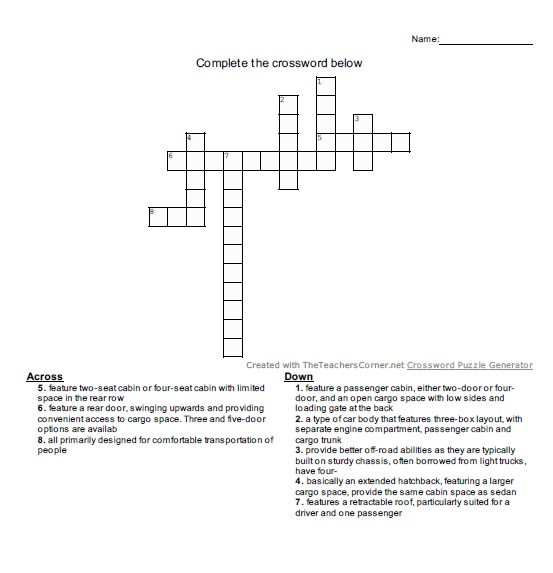 Name:
Complete the crossword below
1
2
3
4
5
6
7
8
Created with TheTeachersCorner.net Crossword Puzzle Generator
Across
5. feature two-seat cabin or four-seat cabin with limited
space in the rear row
6. feature a rear door, swinging upwards and providing
convenient access to cargo space. Three and five-door
options are availab
8. all primarily designed for comfortable transportation of
people
Down
1. feature a passenger cabin, either two-door or four-
door, and an open cargo space with low sides and
loading gate at the back
2. a type of car body that features three-box layout, with
separate engine compartment, passenger cabin and
cargo trunk
3. provide better off-road abilities as they are typically
built on sturdy chassis, often borrowed from light trucks,
have four-
4. basically an extended hatchback, featuring a larger
cargo space, provide the same cabin space as sedan
7. features a retractable roof, particularly suited for a
driver and one passenger